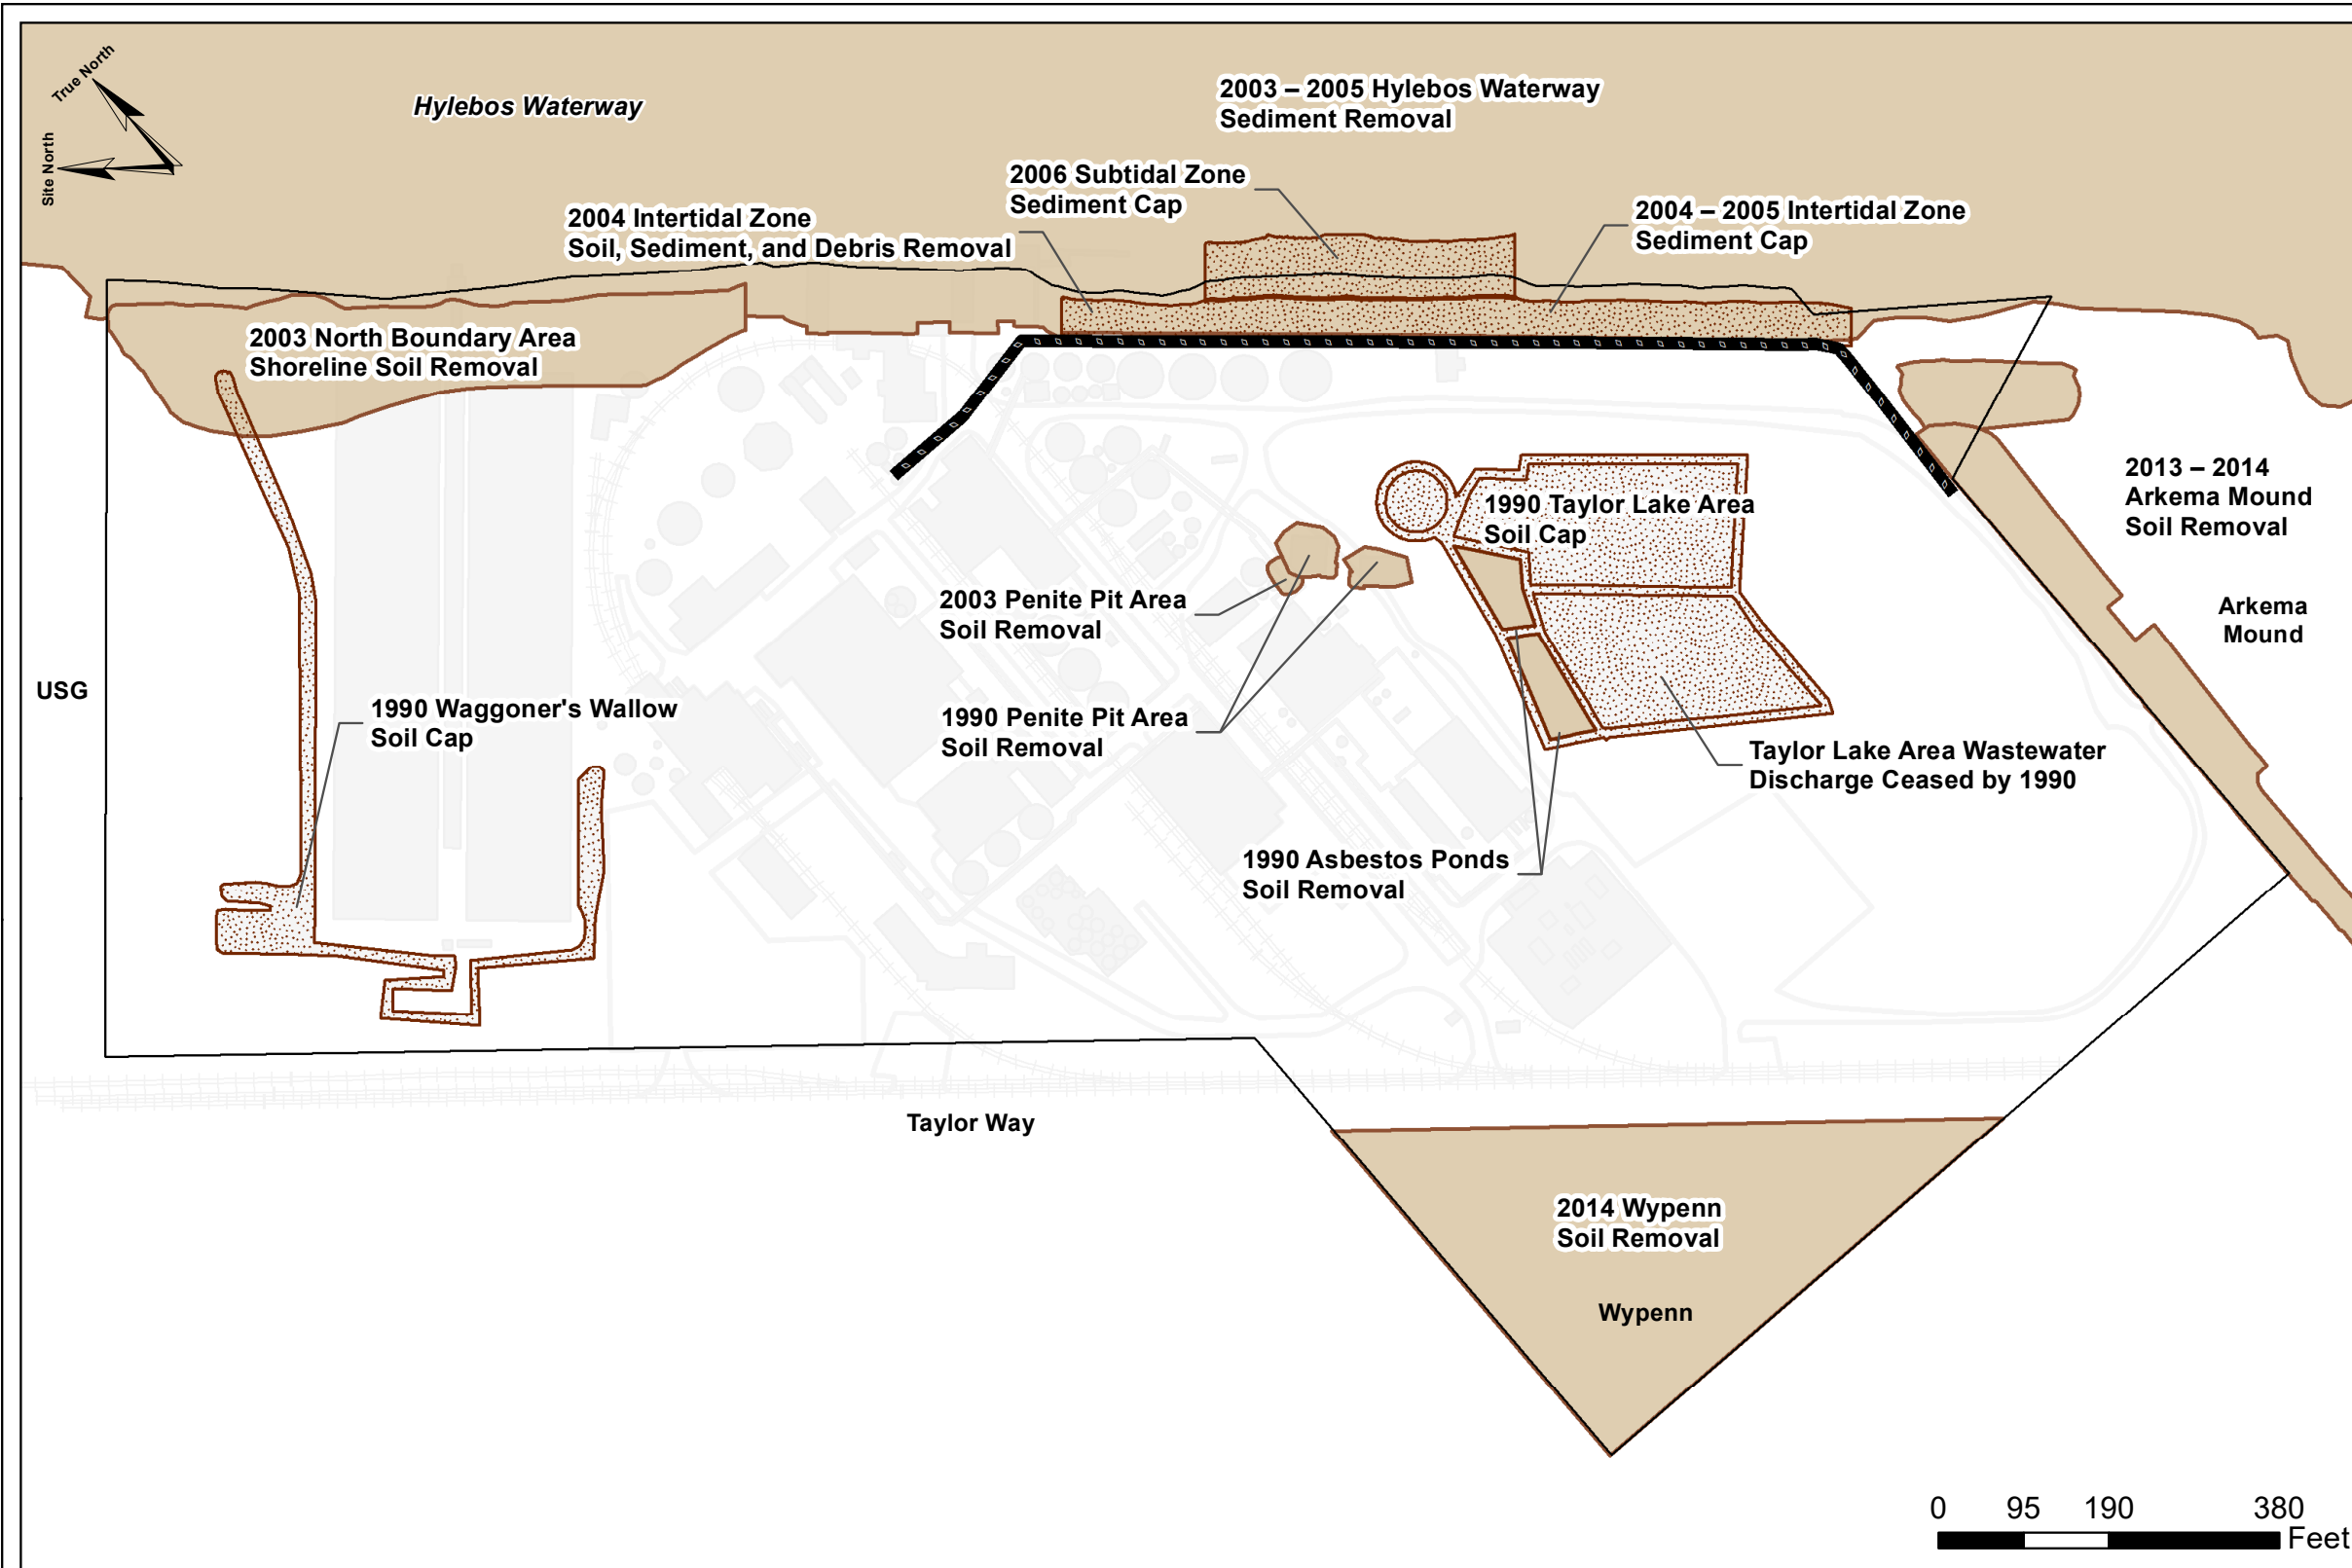 True North
Site North
Hylebos Waterway
2003 – 2005 Hylebos Waterway
Sediment Removal
2006 Subtidal Zone
Sediment Cap
2004 Intertidal Zone
Soil, Sediment, and Debris Removal
2004 – 2005 Intertidal Zone
Sediment Cap
2003 North Boundary Area
Shoreline Soil Removal
2013 – 2014
Arkema Mound
Soil Removal
1990 Taylor Lake Area
Soil Cap
2003 Penite Pit Area
Soil Removal
Arkema
Mound
USG
1990 Waggoner's Wallow
Soil Cap
1990 Penite Pit Area
Soil Removal
Taylor Lake Area Wastewater
Discharge Ceased by 1990
1990 Asbestos Ponds
Soil Removal
Taylor Way
2014 Wypenn
Soil Removal
Wypenn
0 95 190 380
Feet